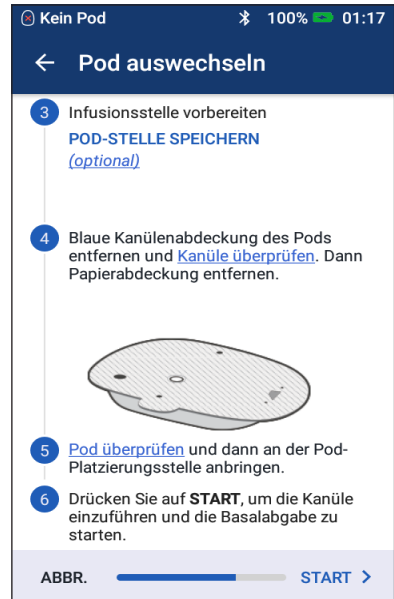 Kein Pod 100% 01:17
Pod auswechseln
3 Infusionsstelle vorbereiten
POD-STELLE SPEICHERN
(optional)
4 Blaue Kanülenabdeckung des Pods
entfernen und Kanüle überprüfen. Dann
Papierabdeckung entfernen.
5 Pod überprüfen und dann an der Pod-
Platzierungsstelle anbringen.
6 Drücken Sie auf START, um die Kanüle
einzuführen und die Basalabgabe zu
starten.
ABBR. START